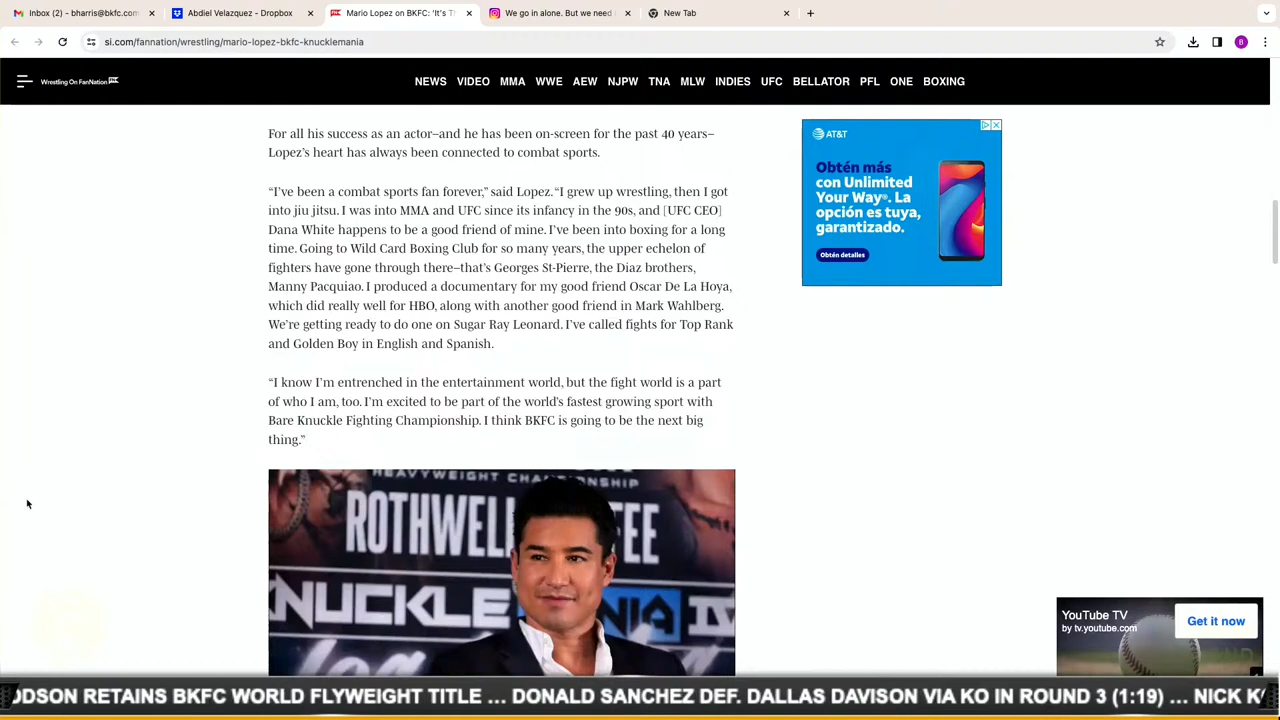 Inbox (2) - bharris@bkfc.com
Abdiel Velazquez - Dropbox
Mario Lopez on BKFC: 'It's T
We go in alone. But we need
New Tab
si.com/fannation/wrestling/mario-lopez-bkfc-knucklemania
B
Wrestling On FanNation
NEWS VIDEO MMA WWE AEW NJPW TNA MLW INDIES UFC BELLATOR PFL ONE BOXING
For all his success as an actor—and he has been on-screen for the past 40 years—
Lopez's heart has always been connected to combat sports.
“I've been a combat sports fan forever,” said Lopez. “I grew up wrestling, then I got
into jiu jitsu. I was into MMA and UFC since its infancy in the 90s, and [UFC CEO]
Dana White happens to be a good friend of mine. I've been into boxing for a long
time. Going to Wild Card Boxing Club for so many years, the upper echelon of
fighters have gone through there—that's Georges St-Pierre, the Diaz brothers,
Manny Pacquiao. I produced a documentary for my good friend Oscar De La Hoya,
which did really well for HBO, along with another good friend in Mark Wahlberg.
We're getting ready to do one on Sugar Ray Leonard. I've called fights for Top Rank
and Golden Boy in English and Spanish.
“I know I'm entrenched in the entertainment world, but the fight world is a part
of who I am, too. I'm excited to be part of the world's fastest growing sport with
Bare Knuckle Fighting Championship. I think BKFC is going to be the next big
thing.”
AT&T
Obtén más
con Unlimited
Your Way®. La
opción es tuya,
garantizado.
Obtén detalles
HEAVYWEIGHT CHAMPIONSHIP
ROTHWELL
KNUCKLE NIA IV
YouTube TV
by tv.youtube.com
Get it now
ODSON RETAINS BKFC WORLD FLYWEIGHT TITLE ... DONALD SANCHEZ DEF. DALLAS DAVISON VIA KO IN ROUND 3 (1:19) ... NICK K